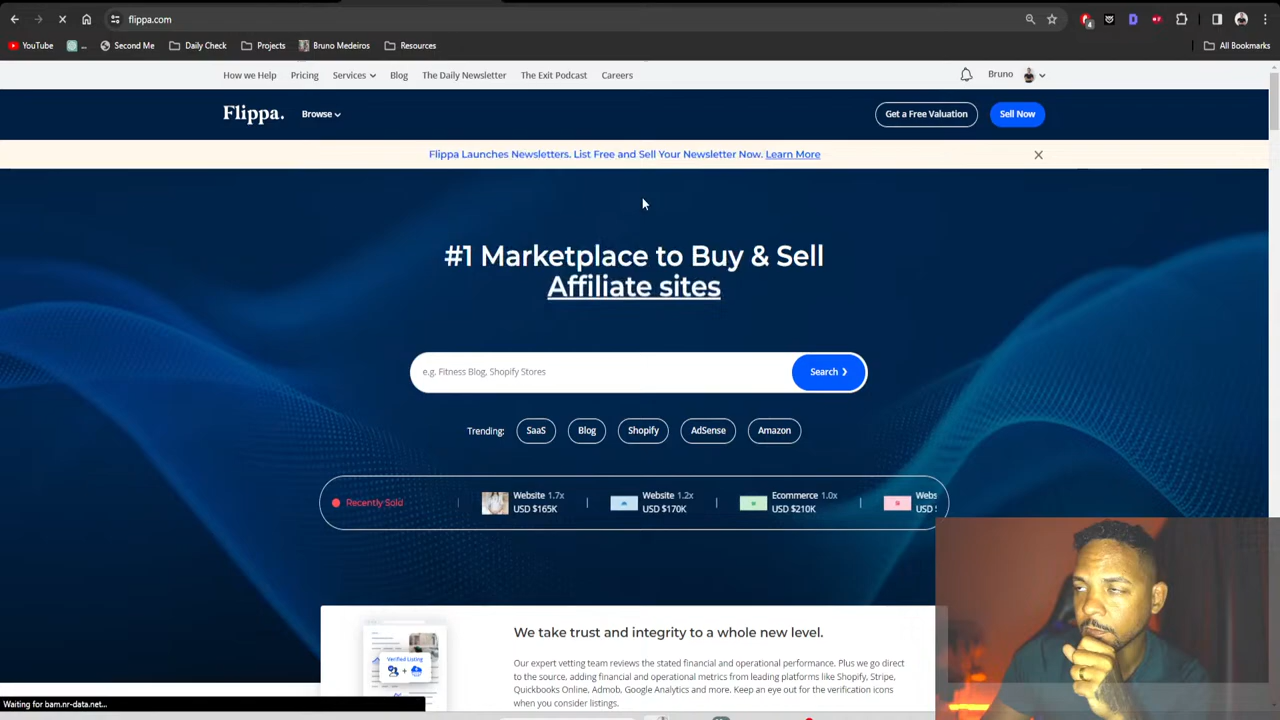 flippa.com
YouTube
...
Second Me
Daily Check
Projects
Bruno Medeiros
Resources
All Bookmarks
How we Help
Pricing
Services
Blog
The Daily Newsletter
The Exit Podcast
Careers
Bruno
Flippa.
Browse
Get a Free Valuation
Sell Now
Flippa Launches Newsletters. List Free and Sell Your Newsletter Now. Learn More
#1 Marketplace to Buy & Sell
Affiliate sites
e.g. Fitness Blog, Shopify Stores
Search
Trending:
SaaS
Blog
Shopify
AdSense
Amazon
Recently Sold
Website 1.7x
USD $165K
Website 1.2x
USD $170K
Ecommerce 1.0x
USD $210K
Webs
USD
We take trust and integrity to a whole new level.
Our expert vetting team reviews the stated financial and operational performance. Plus we go direct
to the source, adding financial and operational metrics from leading platforms like Shopify, Stripe,
Quickbooks Online, Admob, Google Analytics and more. Keep an eye out for the verification icons
when you consider listings.
Verified Listing
Waiting for bam.nr-data.net...